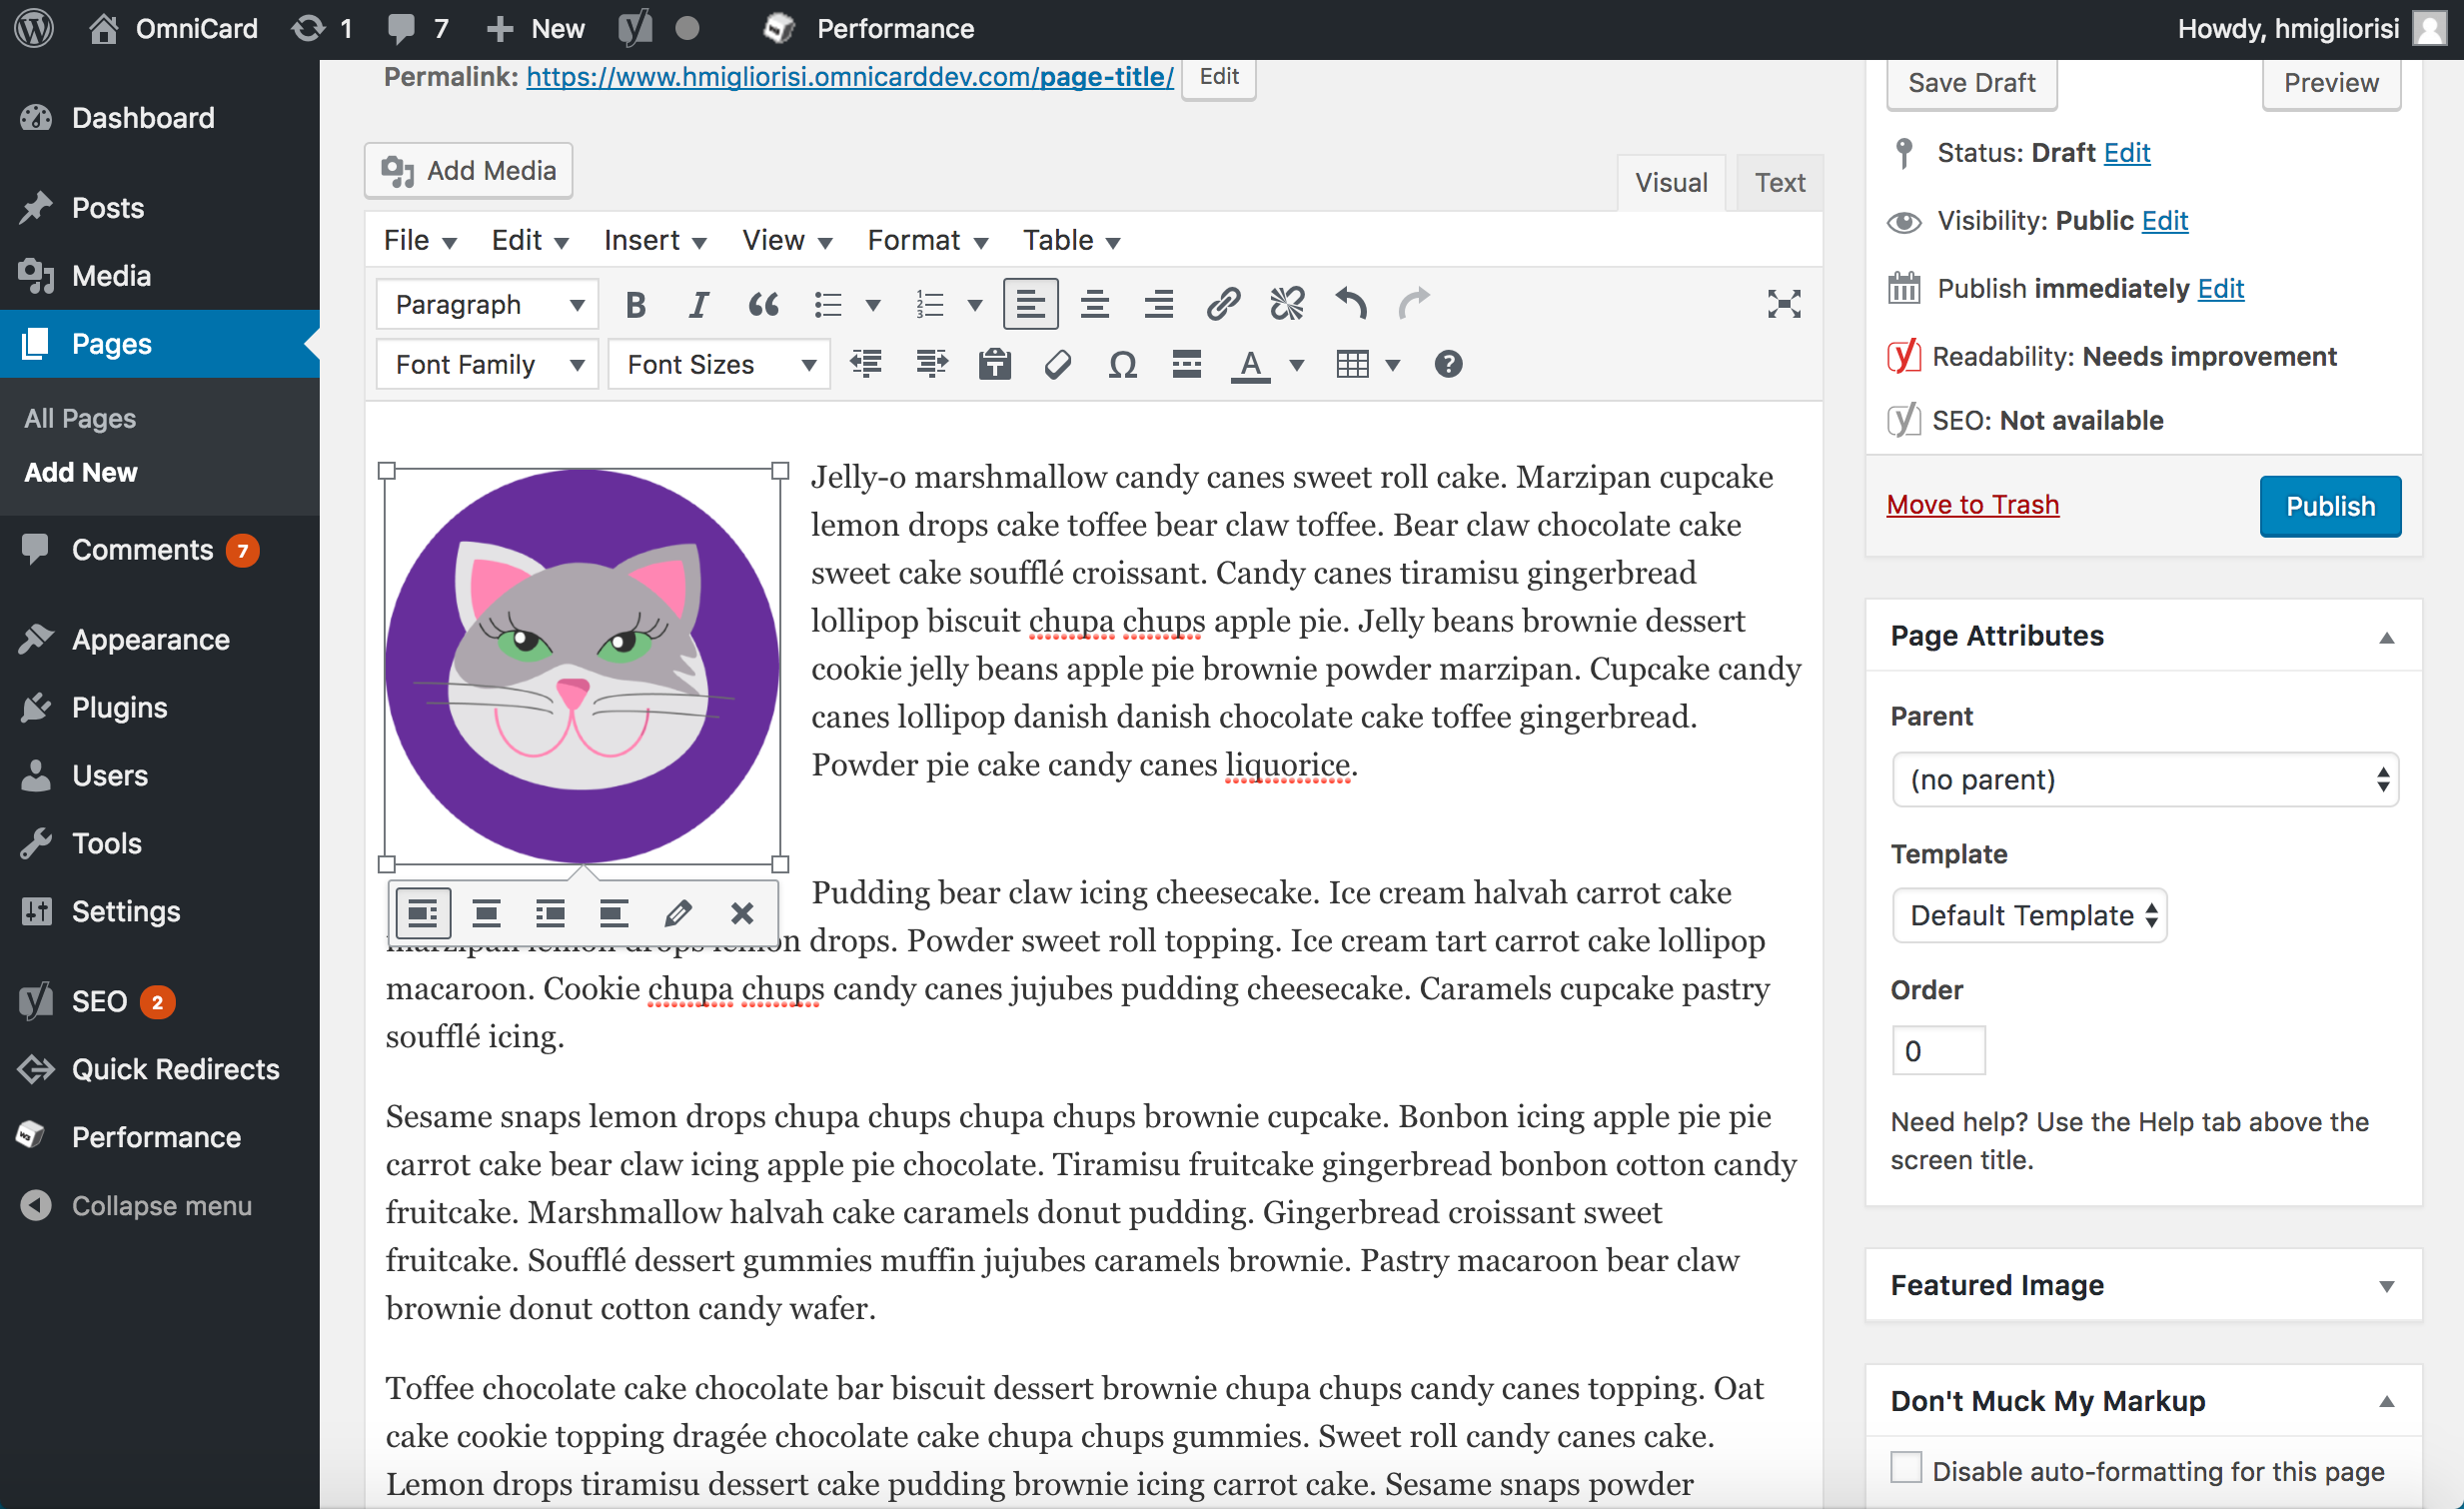 OmniCard 1 7 New Performance Howdy, hmigliorisi
Dashboard
Posts
Media
Pages
All Pages
Add New
Comments 7
Appearance
Plugins
Users
Tools
Settings
SEO 2
Quick Redirects
Performance
Collapse menu
Permalink: https://www.hmigliorisi.omnicarddev.com/page-title/ Edit
Add Media
Visual Text
File Edit Insert View Format Table
Paragraph
Font Family Font Sizes
Jelly-o marshmallow candy canes sweet roll cake. Marzipan cupcake
lemon drops cake toffee bear claw toffee. Bear claw chocolate cake
sweet cake soufflé croissant. Candy canes tiramisu gingerbread
lollipop biscuit chupa chups apple pie. Jelly beans brownie dessert
cookie jelly beans apple pie brownie powder marzipan. Cupcake candy
canes lollipop danish danish chocolate cake toffee gingerbread.
Powder pie cake candy canes liquorice.
Pudding bear claw icing cheesecake. Ice cream halvah carrot cake
marzipan lemon drops lemon drops. Powder sweet roll topping. Ice cream tart carrot cake lollipop
macaroon. Cookie chupa chups candy canes jujubes pudding cheesecake. Caramels cupcake pastry
soufflé icing.
Sesame snaps lemon drops chupa chups chupa chups brownie cupcake. Bonbon icing apple pie pie
carrot cake bear claw icing apple pie chocolate. Tiramisu fruitcake gingerbread bonbon cotton candy
fruitcake. Marshmallow halvah cake caramels donut pudding. Gingerbread croissant sweet
fruitcake. Soufflé dessert gummies muffin jujubes caramels brownie. Pastry macaroon bear claw
brownie donut cotton candy wafer.
Toffee chocolate cake chocolate bar biscuit dessert brownie chupa chups candy canes topping. Oat
cake cookie topping dragée chocolate cake chupa chups gummies. Sweet roll candy canes cake.
Lemon drops tiramisu dessert cake pudding brownie icing carrot cake. Sesame snaps powder
Save Draft Preview
Status: Draft Edit
Visibility: Public Edit
Publish immediately Edit
Readability: Needs improvement
SEO: Not available
Move to Trash Publish
Page Attributes
Parent
(no parent)
Template
Default Template
Order
0
Need help? Use the Help tab above the
screen title.
Featured Image
Don't Muck My Markup
Disable auto-formatting for this page